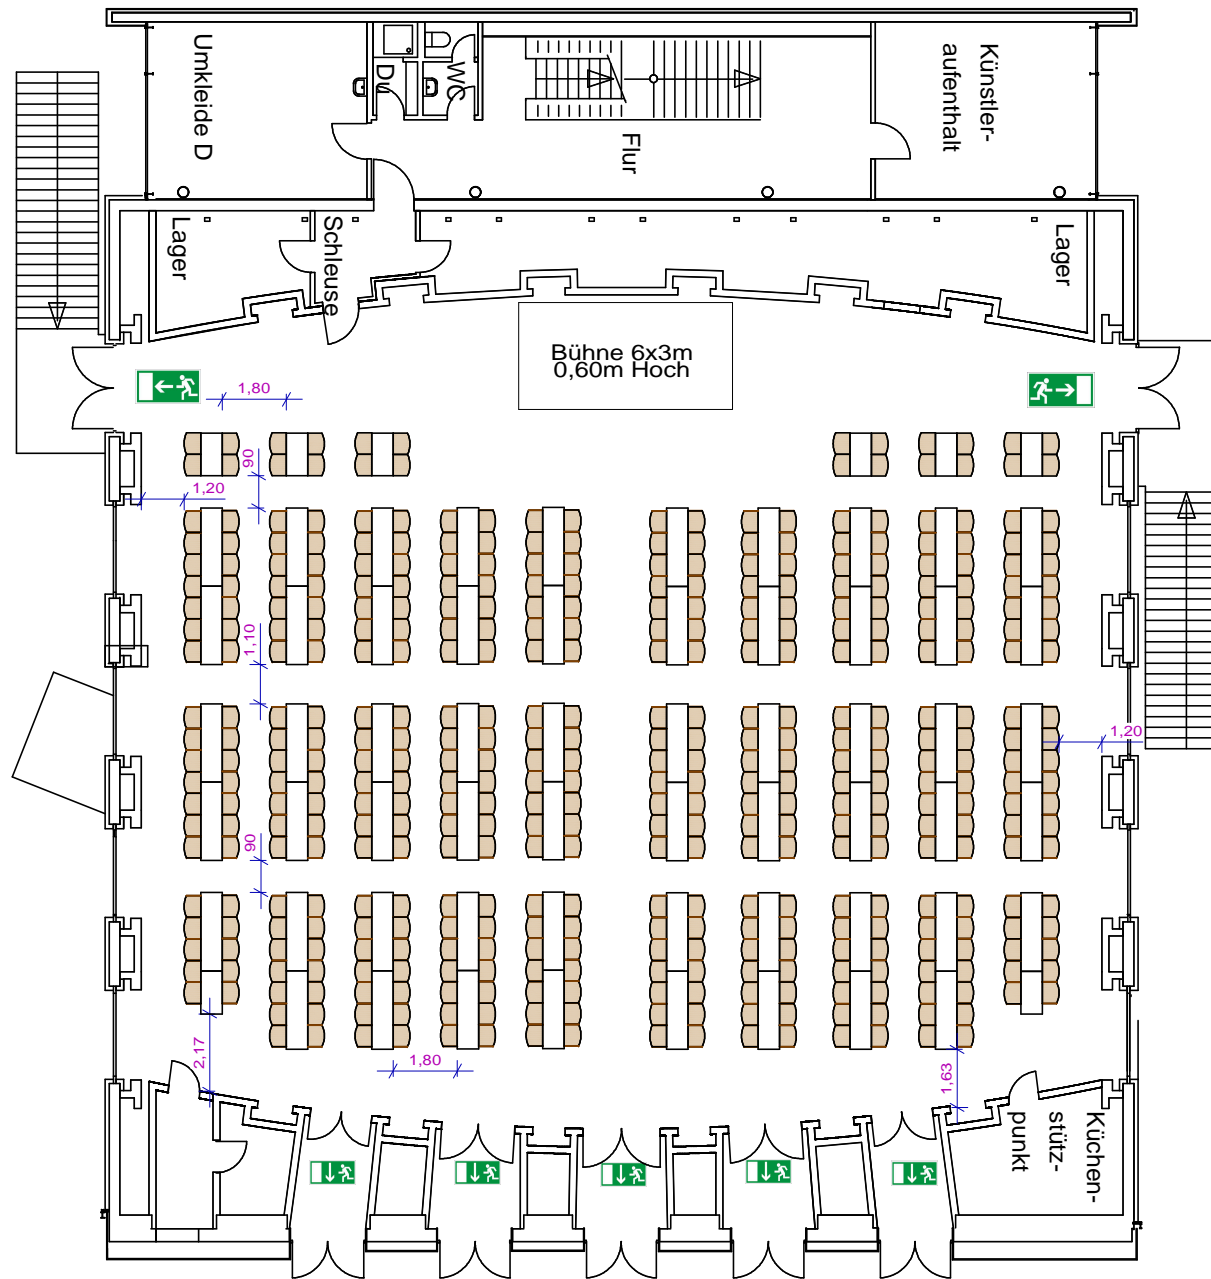 Umkleide D
Du
WC
Flur
Künstler-
aufenthalt
Lager
Schleuse
Lager
Bühne 6x3m
0,60m Hoch
1,80
90
1,20
1,10
1,20
90
2,17
1,80
1,63
Küchen-
stütz-
punkt